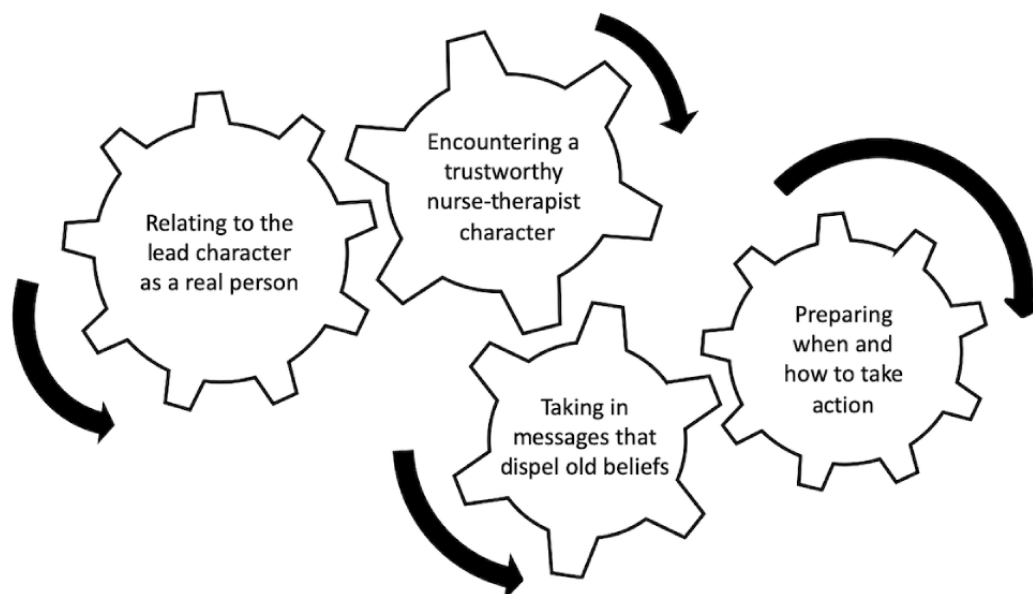 Relating to the
lead character
as a real person
Encountering a
trustworthy
nurse-therapist
character
Taking in
messages that
dispel old beliefs
Preparing
when and
how to take
action